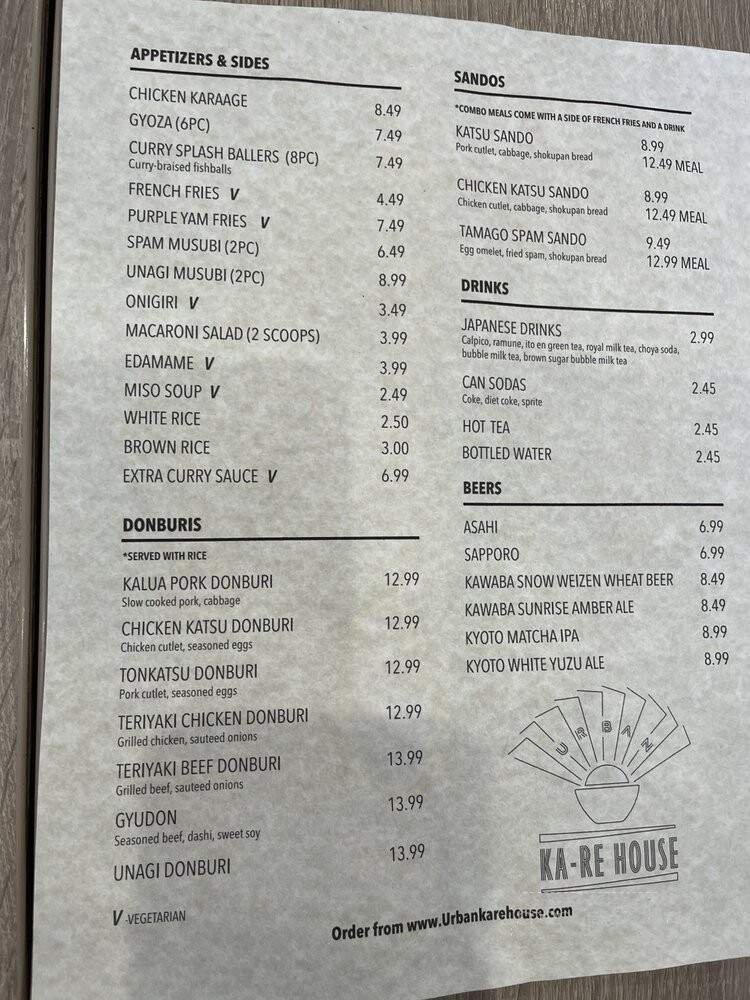 APPETIZERS & SIDES
CHICKEN KARAAGE 8.49
GYOZA (6PC) 7.49
CURRY SPLASH BALLERS (8PC) 7.49
Curry-braised fishballs
FRENCH FRIES V 4.49
PURPLE YAM FRIES V 7.49
SPAM MUSUBI (2PC) 6.49
UNAGI MUSUBI (2PC) 8.99
ONIGIRI V 3.49
MACARONI SALAD (2 SCOOPS) 3.99
EDAMAME V 3.99
MISO SOUP V 2.49
WHITE RICE 2.50
BROWN RICE 3.00
EXTRA CURRY SAUCE V 6.99
DONBURIS
*SERVED WITH RICE
KALUA PORK DONBURI 12.99
Slow cooked pork, cabbage
CHICKEN KATSU DONBURI 12.99
Chicken cutlet, seasoned eggs
TONKATSU DONBURI 12.99
Pork cutlet, seasoned eggs
TERIYAKI CHICKEN DONBURI 12.99
Grilled chicken, sauteed onions
TERIYAKI BEEF DONBURI 13.99
Grilled beef, sauteed onions
GYUDON 13.99
Seasoned beef, dashi, sweet soy
UNAGI DONBURI 13.99
V -VEGETARIAN
SANDOS
*COMBO MEALS COME WITH A SIDE OF FRENCH FRIES AND A DRINK
KATSU SANDO 8.99
Pork cutlet, cabbage, shokupan bread 12.49 MEAL
CHICKEN KATSU SANDO 8.99
Chicken cutlet, cabbage, shokupan bread 12.49 MEAL
TAMAGO SPAM SANDO 9.49
Egg omelet, fried spam, shokupan bread 12.99 MEAL
DRINKS
JAPANESE DRINKS 2.99
Calpico, ramune, ito en green tea, royal milk tea, choya soda,
bubble milk tea, brown sugar bubble milk tea
CAN SODAS 2.45
Coke, diet coke, sprite
HOT TEA 2.45
BOTTLED WATER 2.45
BEERS
ASAHI 6.99
SAPPORO 6.99
KAWABA SNOW WEIZEN WHEAT BEER 8.49
KAWABA SUNRISE AMBER ALE 8.49
KYOTO MATCHA IPA 8.99
KYOTO WHITE YUZU ALE 8.99
URBAN
KA-RE HOUSE
Order from www.Urbankarehouse.com